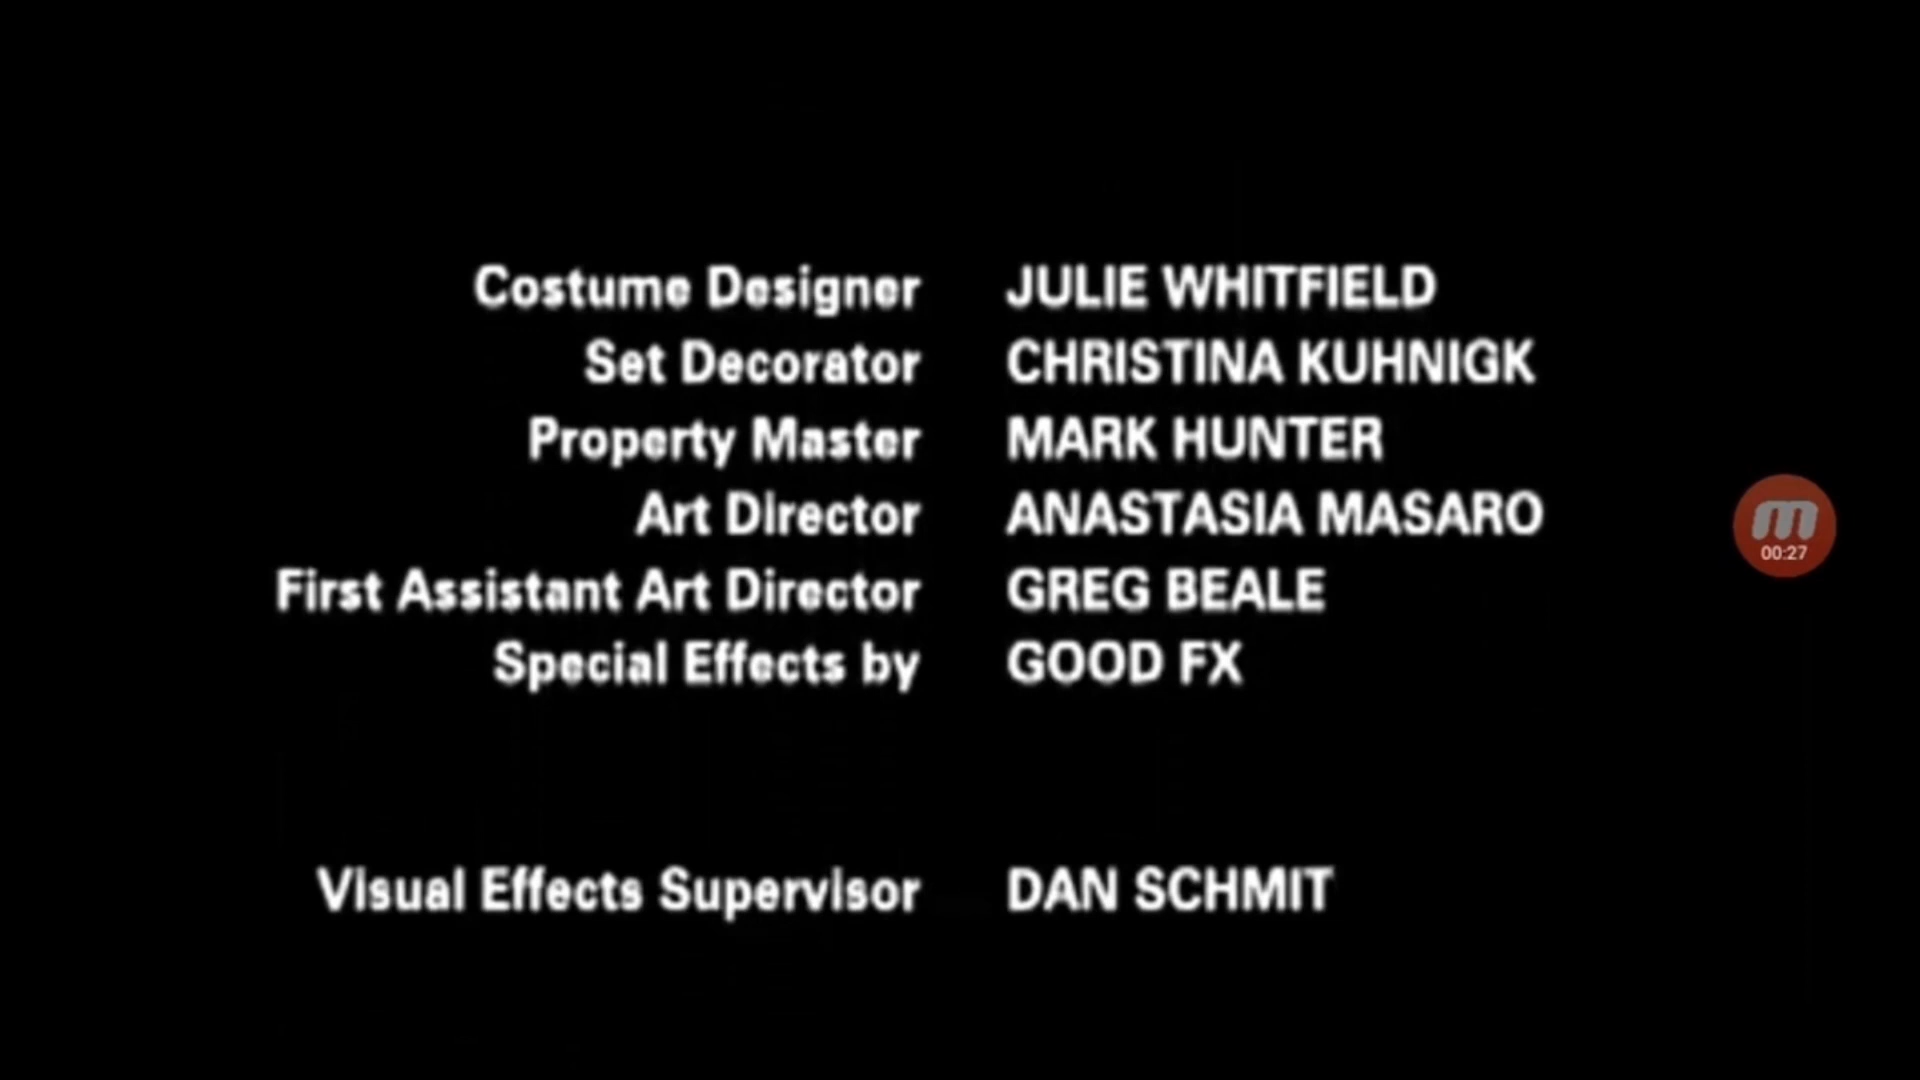 Costume Designer JULIE WHITFIELD
Set Decorator CHRISTINA KUHNIGK
Property Master MARK HUNTER
Art Director ANASTASIA MASARO
First Assistant Art Director GREG BEALE
Special Effects by GOOD FX
m
00:27
Visual Effects Supervisor DAN SCHMIT